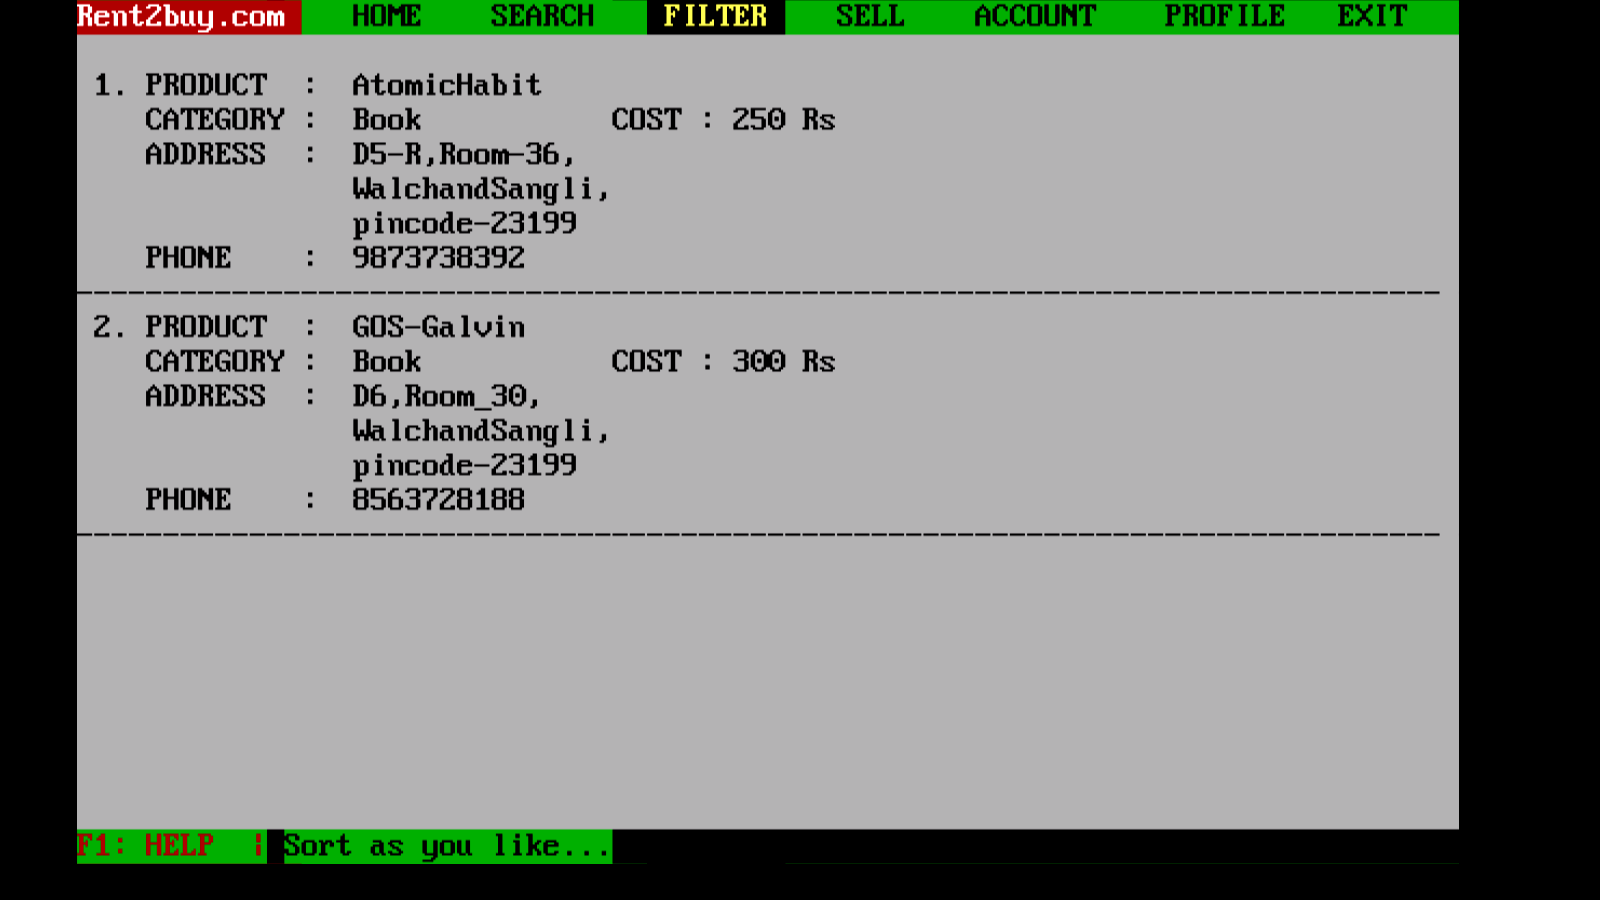 Rent2buy.com HOME SEARCH FILTER SELL ACCOUNT PROFILE EXIT
1. PRODUCT : AtomicHabit
CATEGORY : Book COST : 250 Rs
ADDRESS : D5-R,Room-36,
WalchandSangli,
pincode-23199
PHONE : 9873738392
--------------------------------------------------------------------------------
2. PRODUCT : GOS-Galvin
CATEGORY : Book COST : 300 Rs
ADDRESS : D6,Room_30,
WalchandSangli,
pincode-23199
PHONE : 8563728188
--------------------------------------------------------------------------------
F1: HELP ¦ Sort as you like...